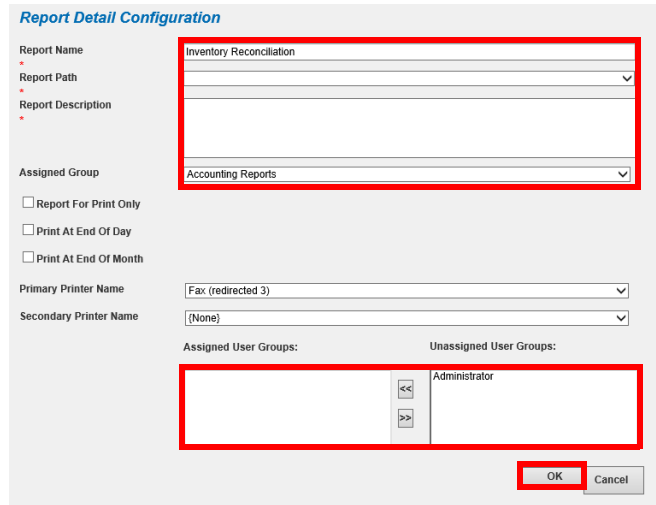 Report Detail Configuration
Report Name
*
Inventory Reconciliation
Report Path
*
Report Description
*
Assigned Group
Accounting Reports
Report For Print Only
Print At End Of Day
Print At End Of Month
Primary Printer Name
Fax (redirected 3)
Secondary Printer Name
{None}
Assigned User Groups:
Unassigned User Groups:
<<
>>
Administrator
OK
Cancel